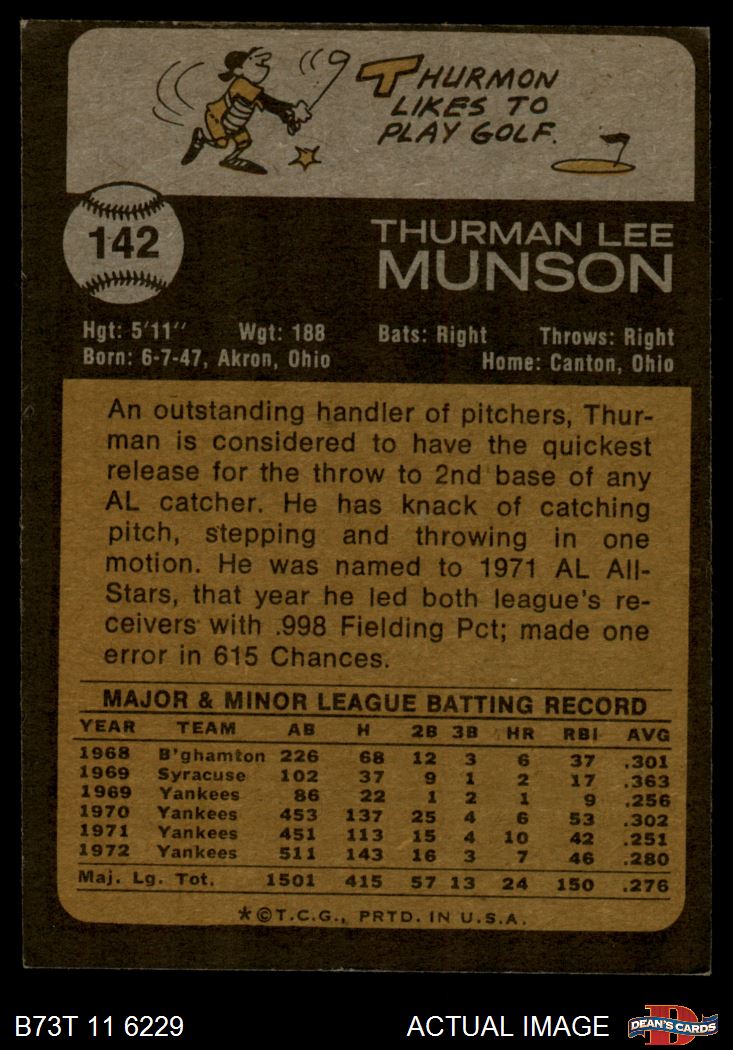 THURMON
LIKES TO
PLAY GOLF.
142
THURMAN LEE
MUNSON
Hgt: 5'11" Wgt: 188 Bats: Right Throws: Right
Born: 6-7-47, Akron, Ohio Home: Canton, Ohio
An outstanding handler of pitchers, Thur-
man is considered to have the quickest
release for the throw to 2nd base of any
AL catcher. He has knack of catching
pitch, stepping and throwing in one
motion. He was named to 1971 AL All-
Stars, that year he led both league's re-
ceivers with .998 Fielding Pct; made one
error in 615 Chances.
MAJOR & MINOR LEAGUE BATTING RECORD
YEAR TEAM AB H 2B 3B HR RBI AVG
1968 B'ghamton 226 68 12 3 6 37 .301
1969 Syracuse 102 37 9 1 2 17 .363
1969 Yankees 86 22 1 2 1 9 .256
1970 Yankees 453 137 25 4 6 53 .302
1971 Yankees 451 113 15 4 10 42 .251
1972 Yankees 511 143 16 3 7 46 .280
Maj. Lg. Tot. 1501 415 57 13 24 150 .276
*©T.C.G., PRTD. IN U.S.A.
B73T 11 6229 ACTUAL IMAGE D DEAN'S CARDS